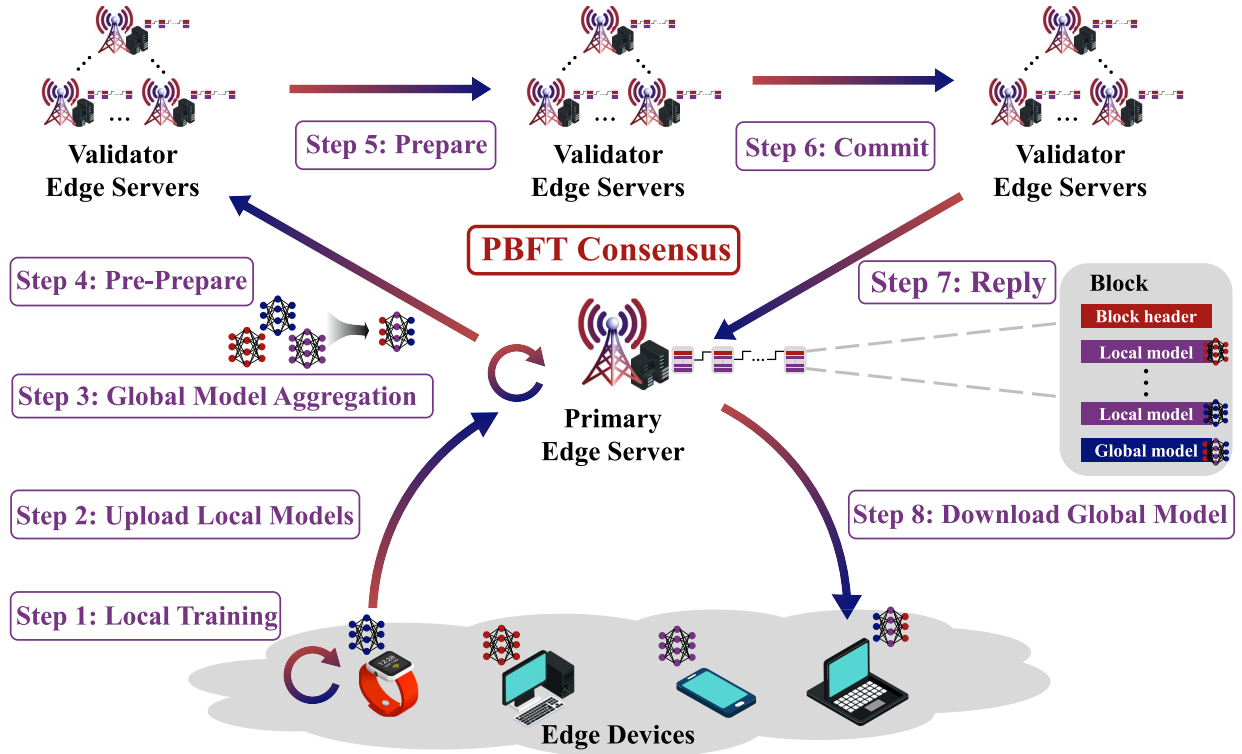 Validator
Edge Servers
Step 5: Prepare
Validator
Edge Servers
Step 6: Commit
Validator
Edge Servers
PBFT Consensus
Step 4: Pre-Prepare
Step 7: Reply
Block
Block header
Local model
Local model
Global model
Step 3: Global Model Aggregation
Primary
Edge Server
Step 2: Upload Local Models
Step 8: Download Global Model
Step 1: Local Training
12:28
Edge Devices